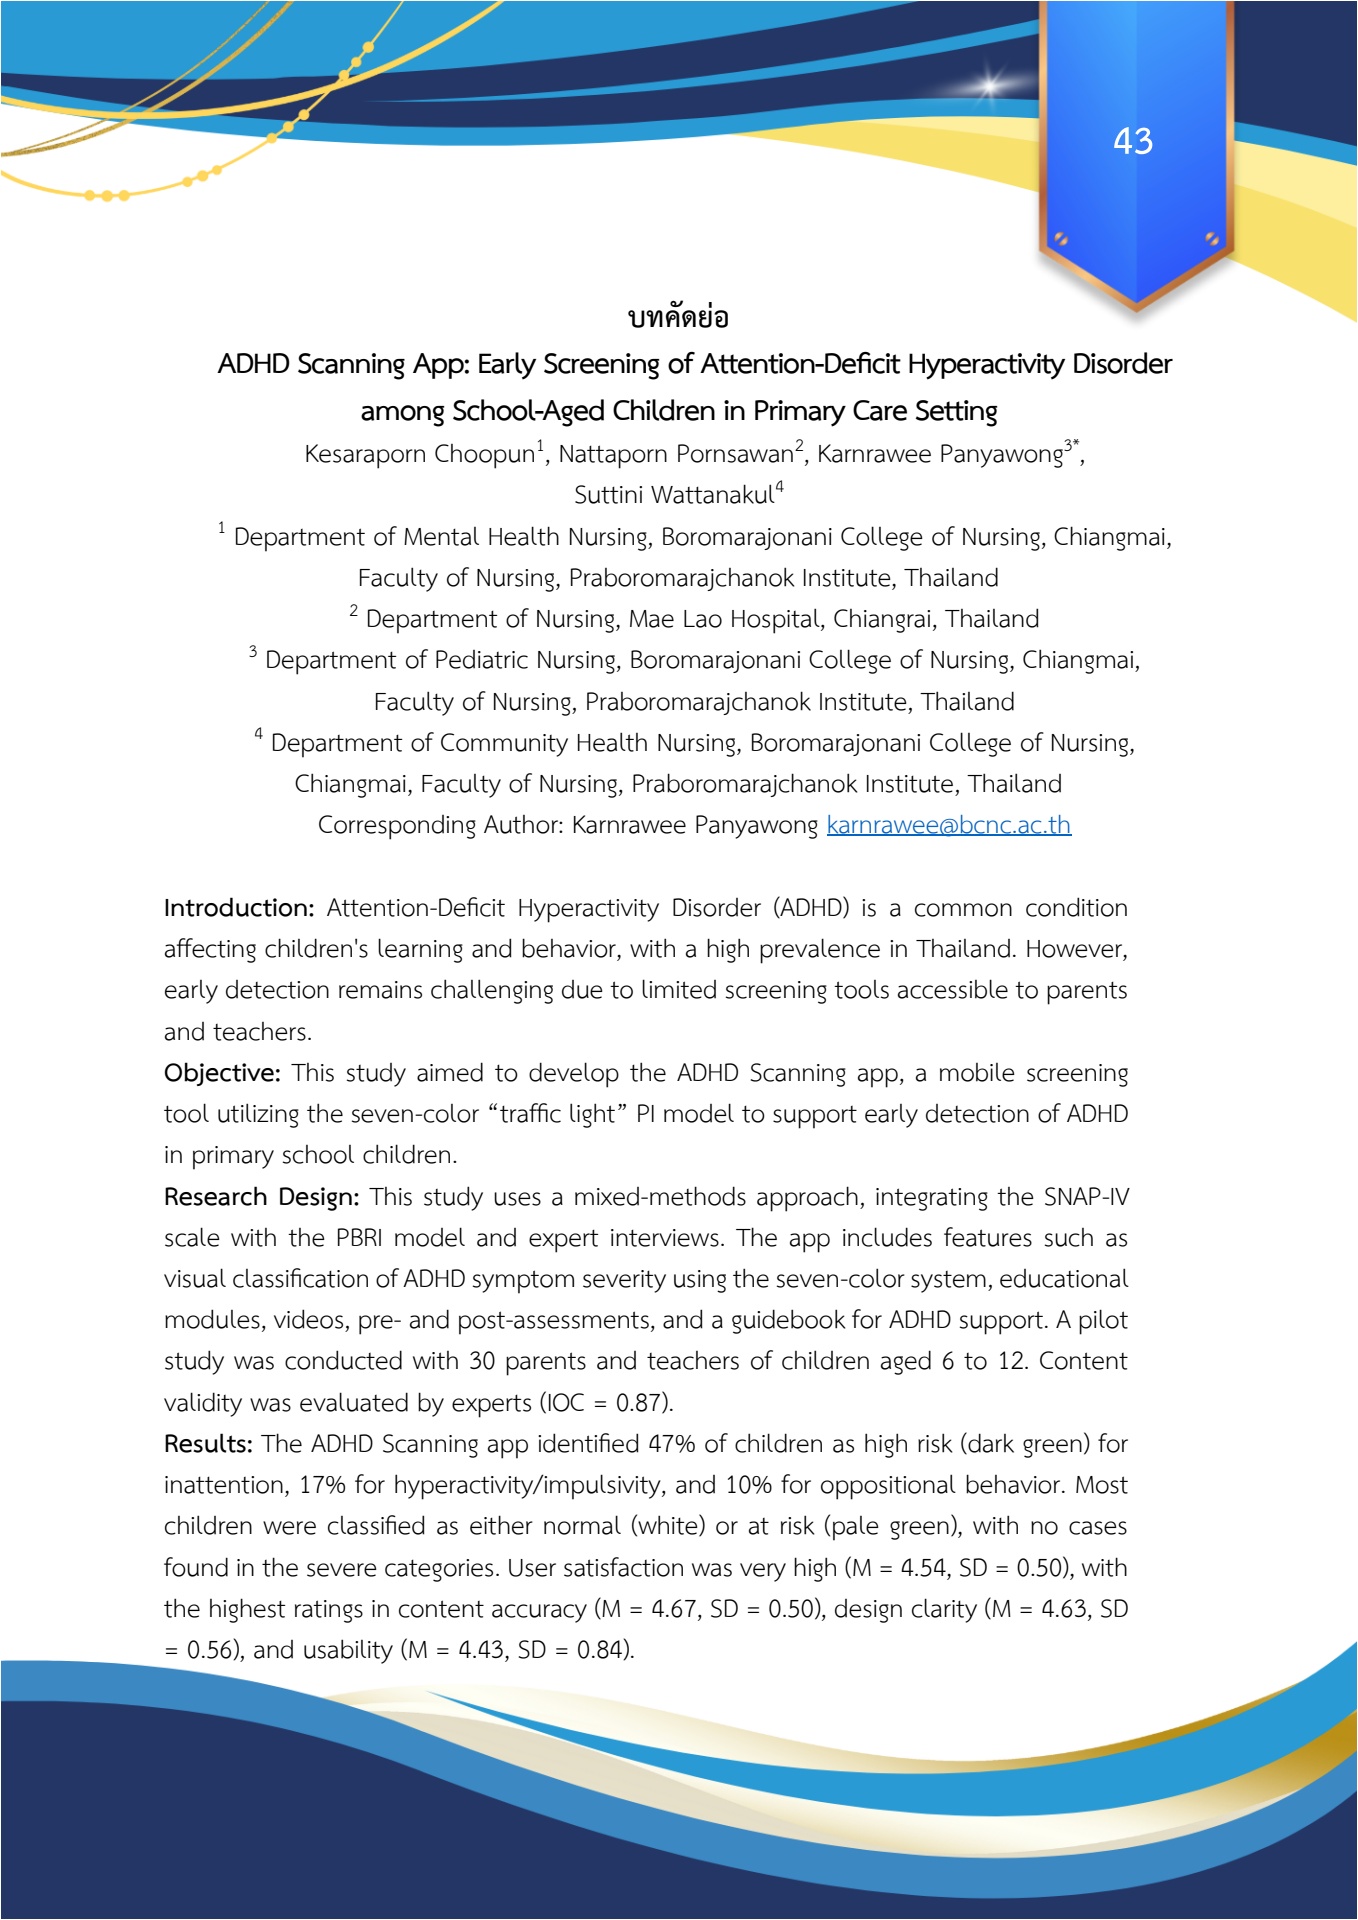 43
บทคัดย่อ
ADHD Scanning App: Early Screening of Attention-Deficit Hyperactivity Disorder
among School-Aged Children in Primary Care Setting
Kesaraporn Choopun1, Nattaporn Pornsawan2, Karnrawee Panyawong3*,
Suttini Wattanakul4
1 Department of Mental Health Nursing, Boromarajonani College of Nursing, Chiangmai,
Faculty of Nursing, Praboromarajchanok Institute, Thailand
2 Department of Nursing, Mae Lao Hospital, Chiangrai, Thailand
3 Department of Pediatric Nursing, Boromarajonani College of Nursing, Chiangmai,
Faculty of Nursing, Praboromarajchanok Institute, Thailand
4 Department of Community Health Nursing, Boromarajonani College of Nursing,
Chiangmai, Faculty of Nursing, Praboromarajchanok Institute, Thailand
Corresponding Author: Karnrawee Panyawong karnrawee@bcnc.ac.th
Introduction: Attention-Deficit Hyperactivity Disorder (ADHD) is a common condition
affecting children's learning and behavior, with a high prevalence in Thailand. However,
early detection remains challenging due to limited screening tools accessible to parents
and teachers.
Objective: This study aimed to develop the ADHD Scanning app, a mobile screening
tool utilizing the seven-color “traffic light” PI model to support early detection of ADHD
in primary school children.
Research Design: This study uses a mixed-methods approach, integrating the SNAP-IV
scale with the PBRI model and expert interviews. The app includes features such as
visual classification of ADHD symptom severity using the seven-color system, educational
modules, videos, pre- and post-assessments, and a guidebook for ADHD support. A pilot
study was conducted with 30 parents and teachers of children aged 6 to 12. Content
validity was evaluated by experts (IOC = 0.87).
Results: The ADHD Scanning app identified 47% of children as high risk (dark green) for
inattention, 17% for hyperactivity/impulsivity, and 10% for oppositional behavior. Most
children were classified as either normal (white) or at risk (pale green), with no cases
found in the severe categories. User satisfaction was very high (M = 4.54, SD = 0.50), with
the highest ratings in content accuracy (M = 4.67, SD = 0.50), design clarity (M = 4.63, SD
= 0.56), and usability (M = 4.43, SD = 0.84).